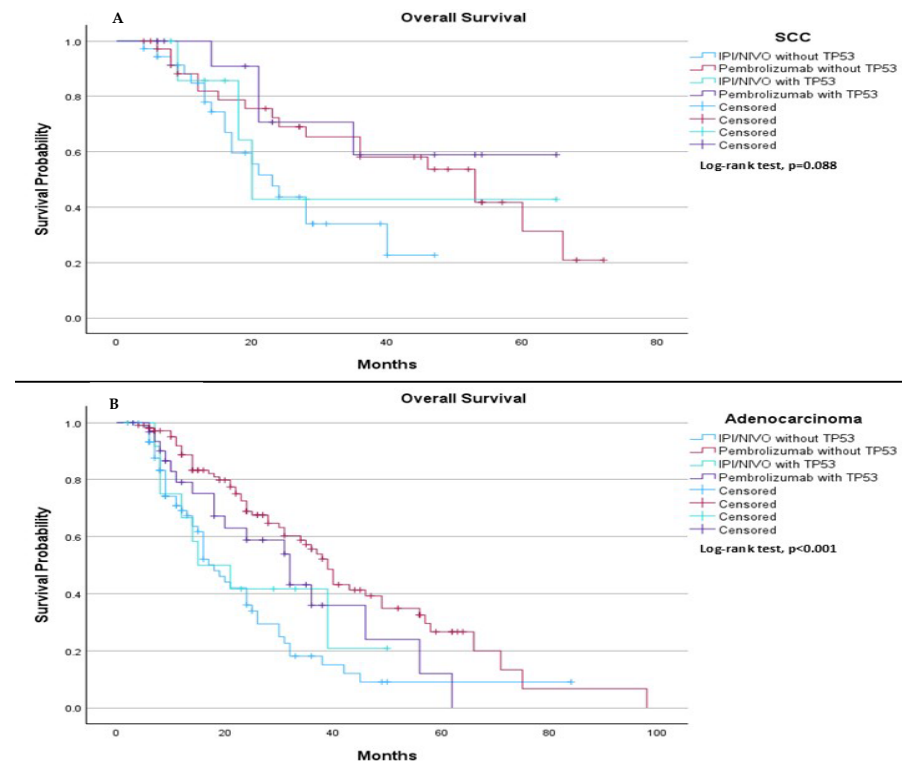 A
Overall Survival
SCC
IPI/NIVO without TP53
Pembrolizumab without TP53
IPI/NIVO with TP53
Pembrolizumab with TP53
Censored
Censored
Censored
Censored
Log-rank test, p=0.088
Survival Probability
1.0
0.8
0.6
0.4
0.2
0.0
0 20 40 60 80
Months
B
Overall Survival
Adenocarcinoma
IPI/NIVO without TP53
Pembrolizumab without TP53
IPI/NIVO with TP53
Pembrolizumab with TP53
Censored
Censored
Censored
Censored
Log-rank test, p<0.001
Survival Probability
1.0
0.8
0.6
0.4
0.2
0.0
0 20 40 60 80 100
Months